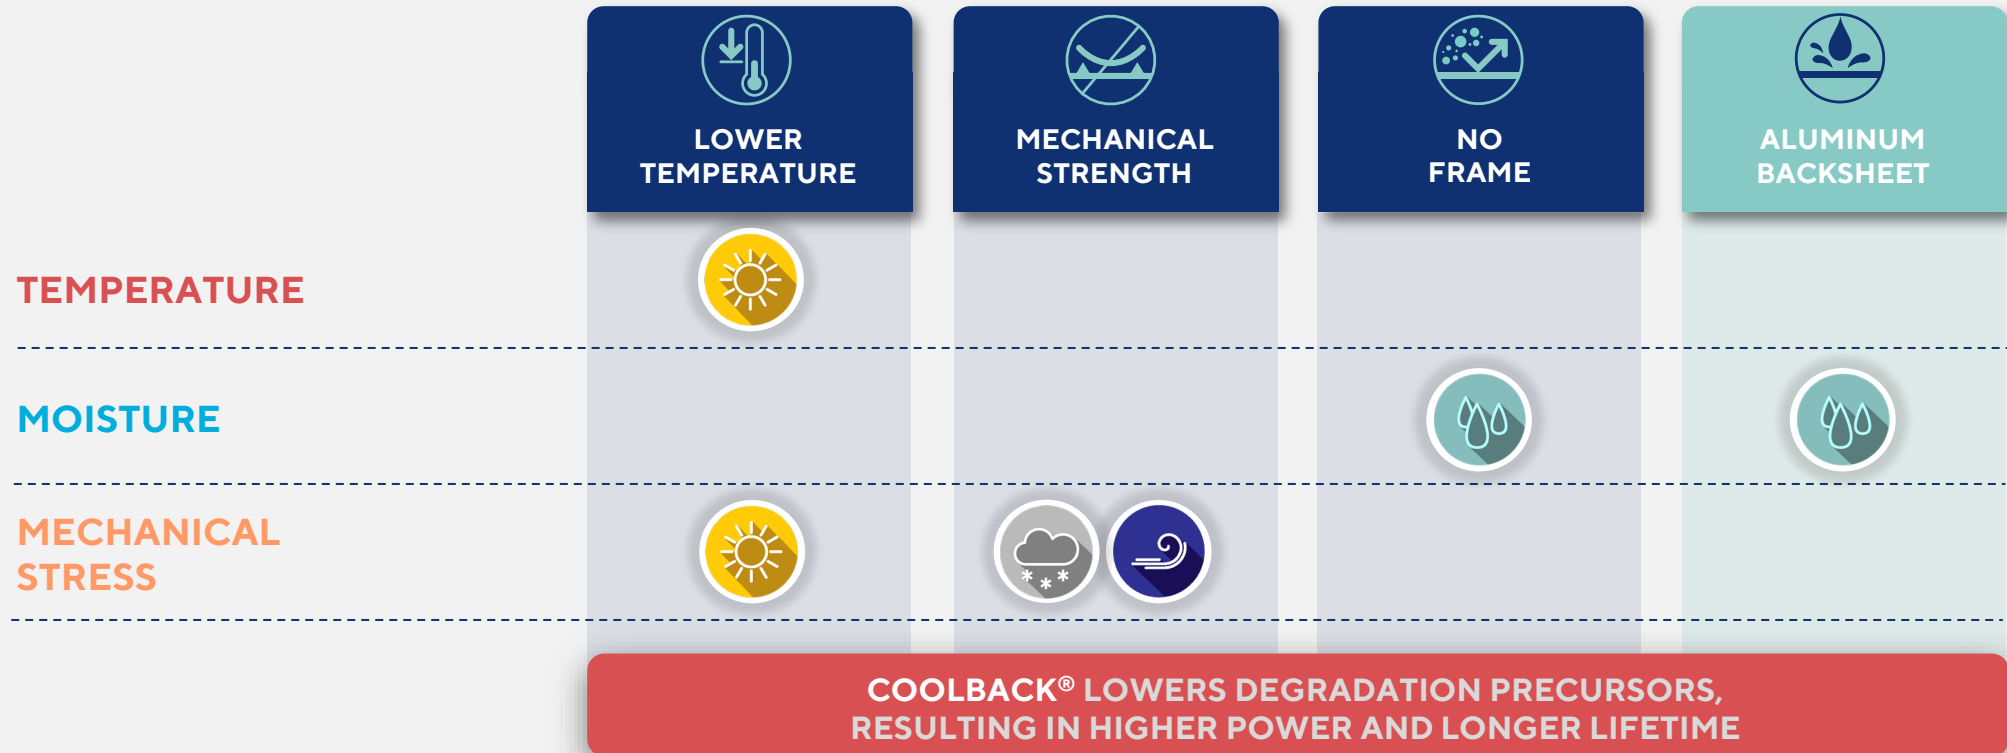 LOWER
TEMPERATURE
MECHANICAL
STRENGTH
NO
FRAME
ALUMINUM
BACKSHEET
TEMPERATURE
MOISTURE
MECHANICAL
STRESS
COOLBACK® LOWERS DEGRADATION PRECURSORS,
RESULTING IN HIGHER POWER AND LONGER LIFETIME